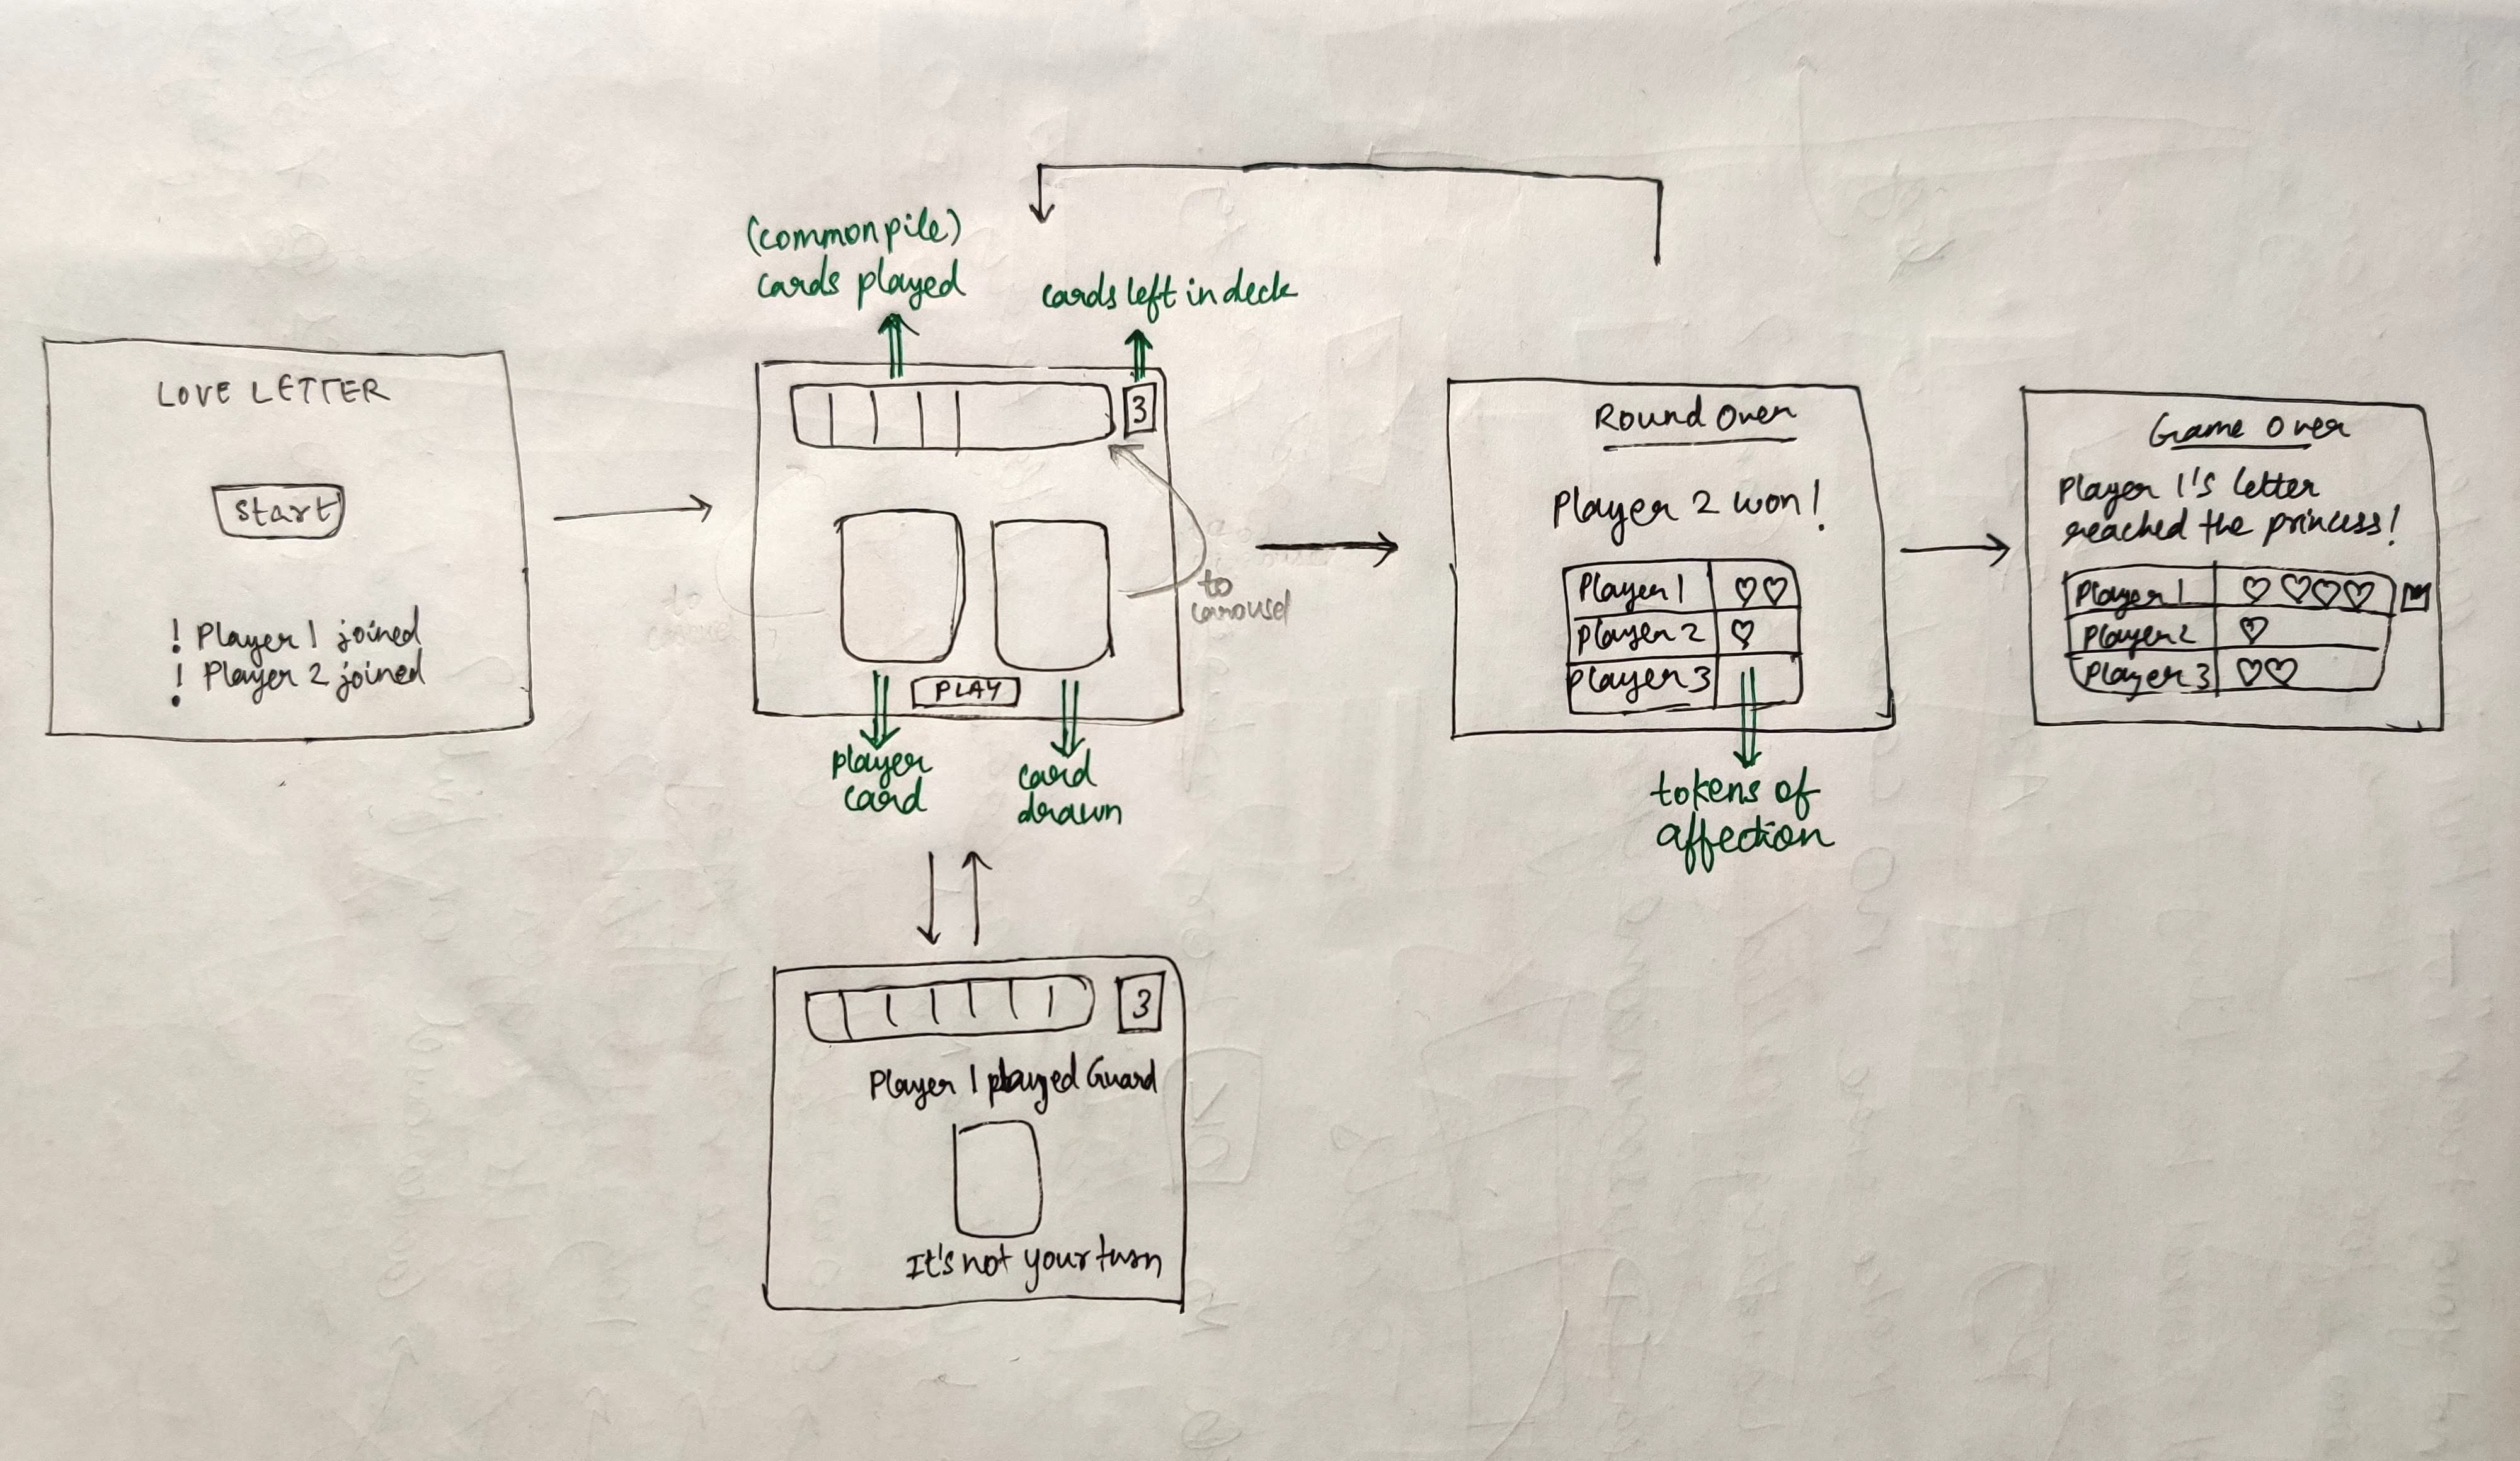 LOVE LETTER
Start
! Player 1 joined
! Player 2 joined
(common pile)
cards played
cards left in deck
3
to
carousel
PLAY
player
card
card
drawn
3
Player 1 played Guard
It's not your turn
Round Over
Player 2 won!
Player 1 ♡♡
Player 2 ♡
Player 3
tokens of
affection
Game Over
Player 1's letter
reached the princess!
Player 1 ♡♡♡♡
Player 2 ♡
Player 3 ♡♡